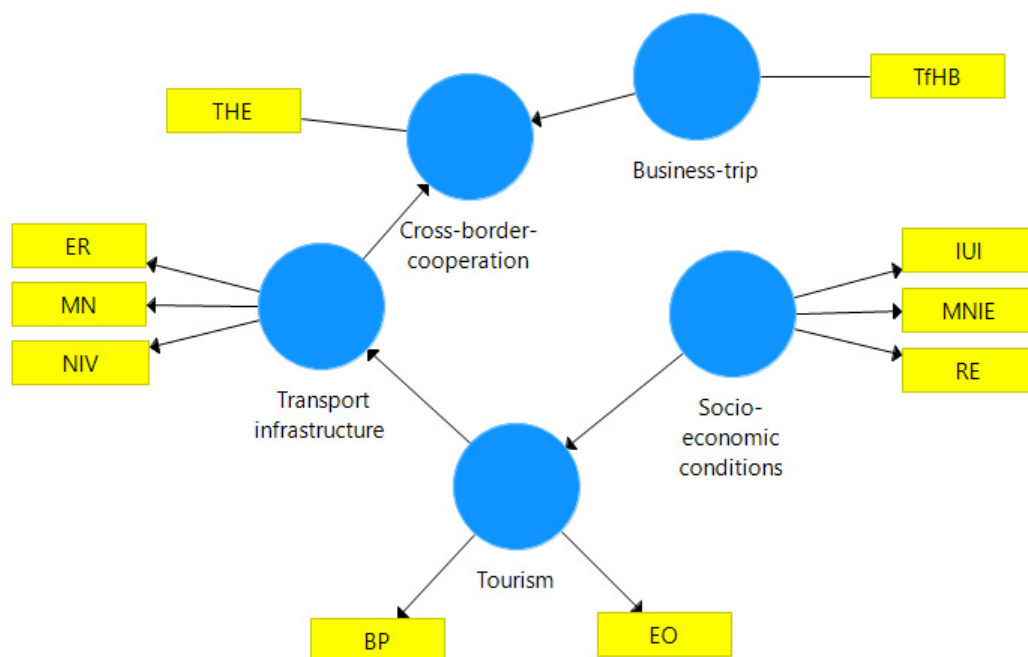 TfHB
THE
Business-trip
Cross-border-
cooperation
ER
MN
NIV
IUI
MNIE
RE
Transport
infrastructure
Socio-
economic
conditions
Tourism
BP
EO